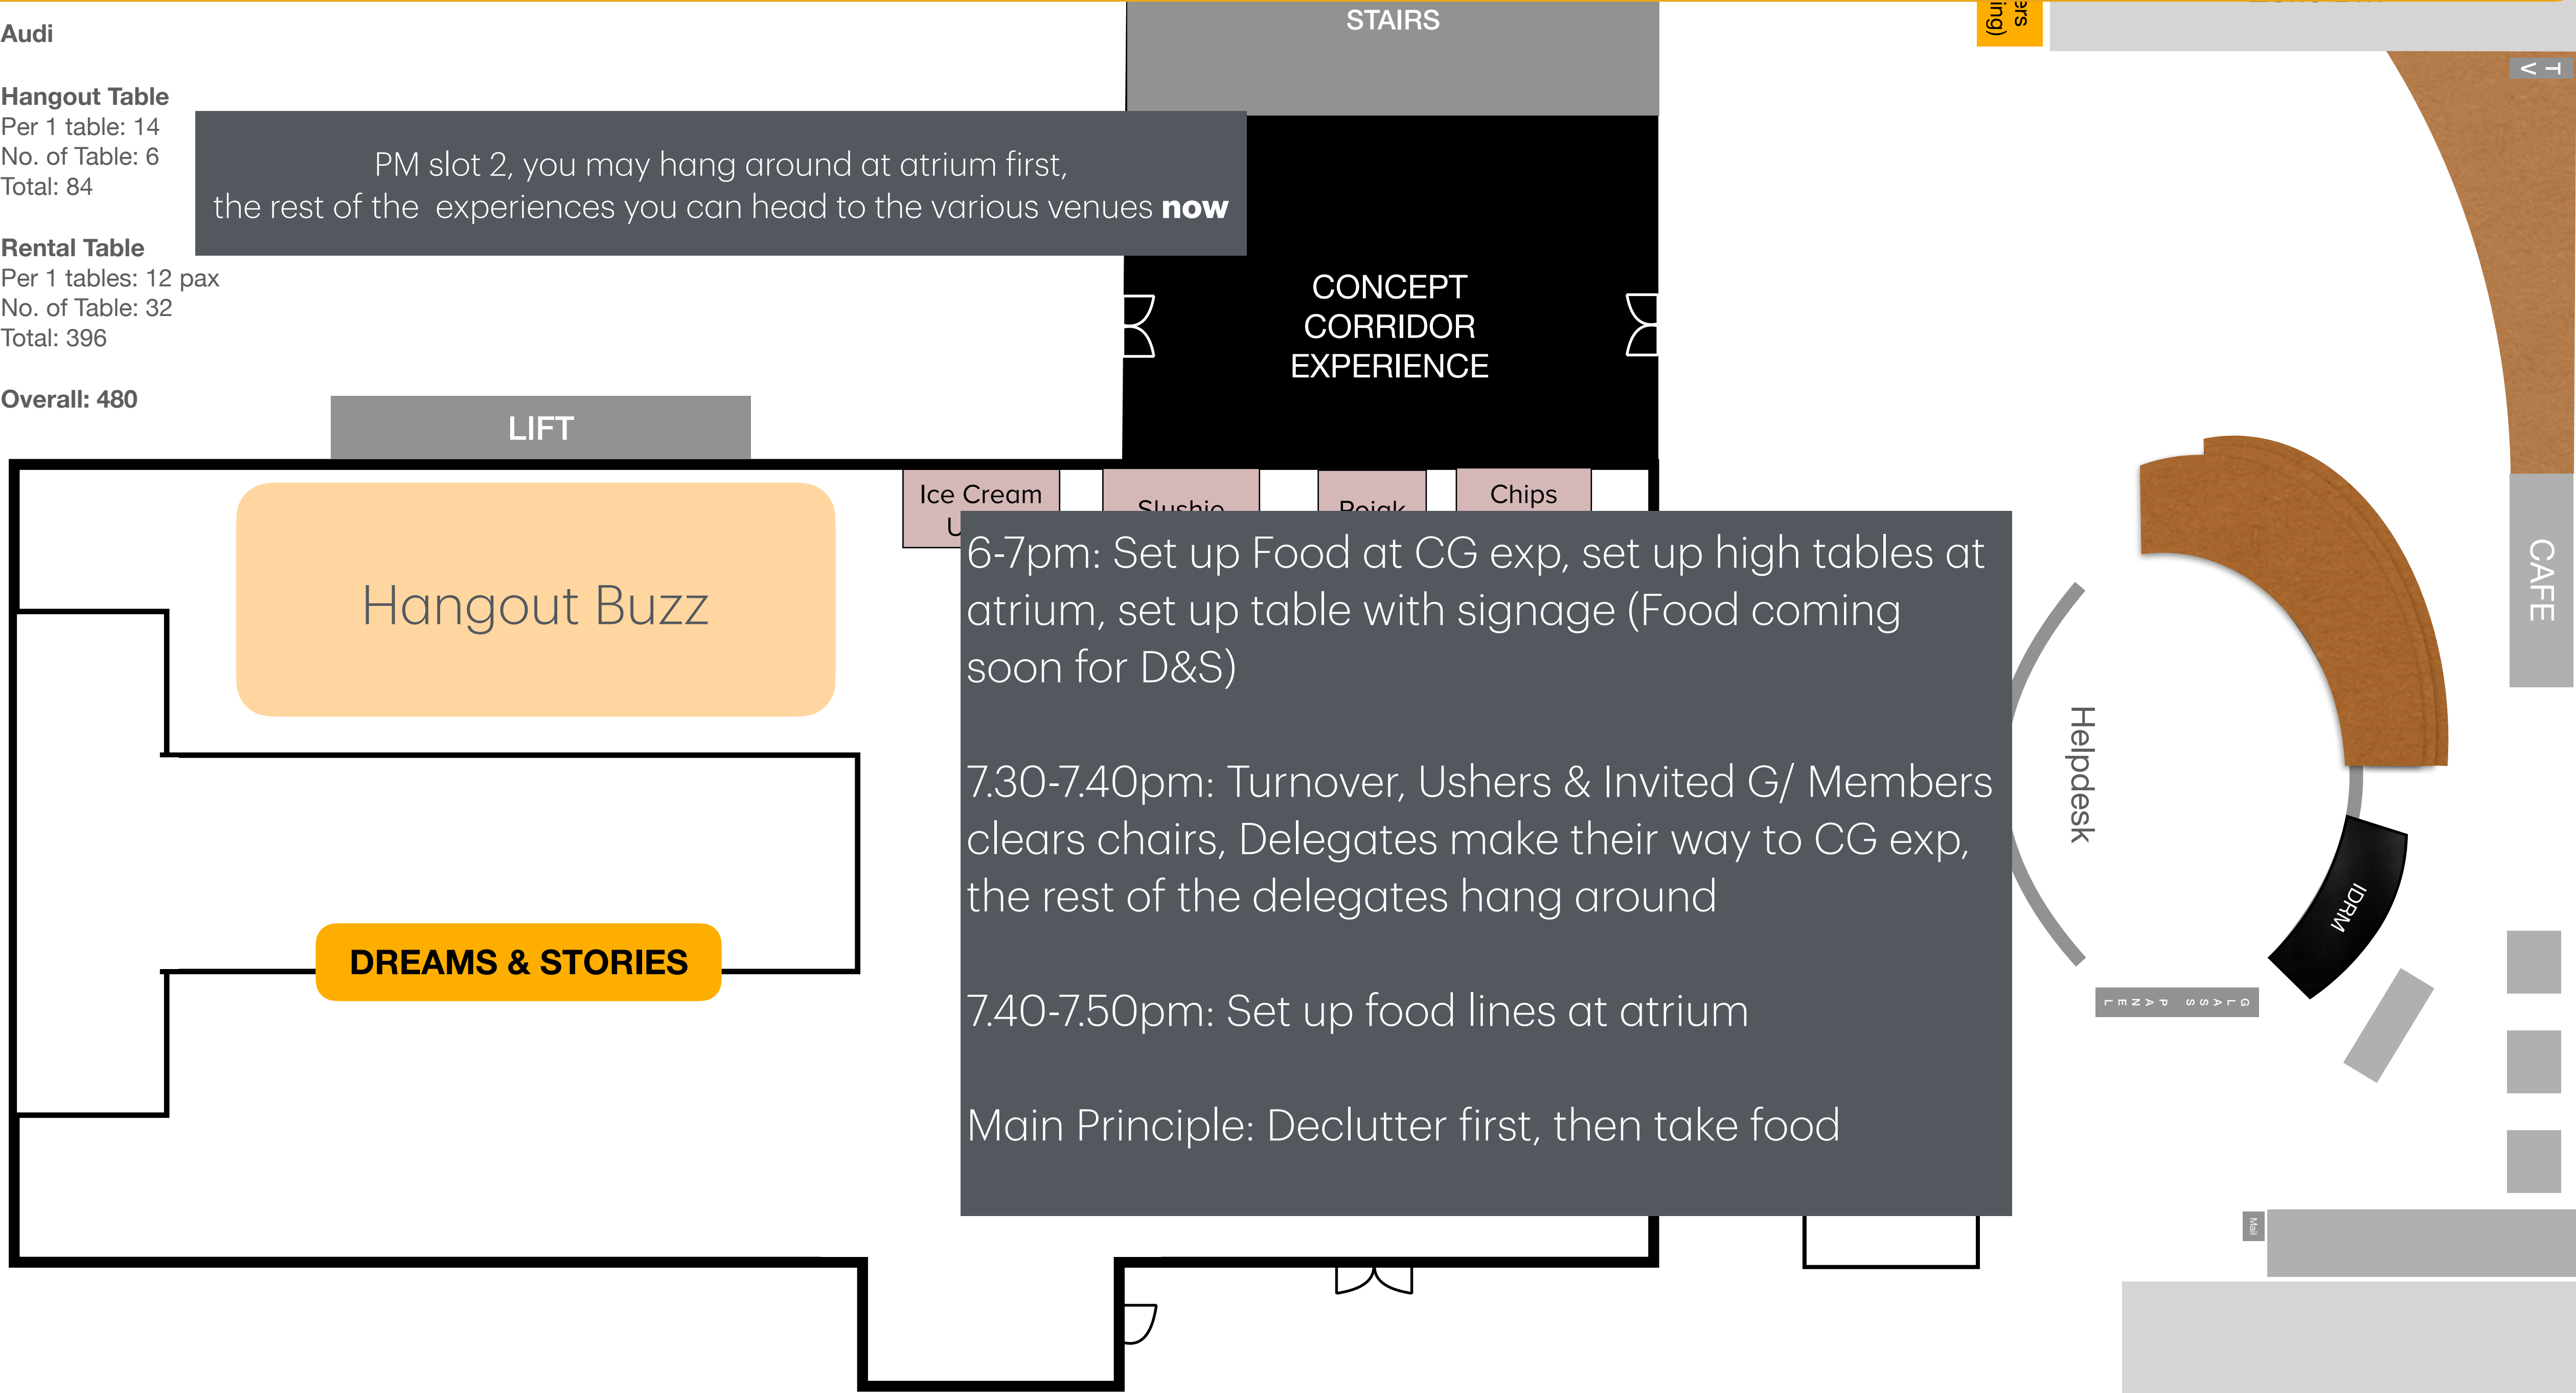 Audi
Hangout Table
Per 1 table: 14
No. of Table: 6
Total: 84
Rental Table
Per 1 tables: 12 pax
No. of Table: 32
Total: 396
Overall: 480
STAIRS
PM slot 2, you may hang around at atrium first,
the rest of the experiences you can head to the various venues now
CONCEPT
CORRIDOR
EXPERIENCE
LIFT
Ice Cream
Slushie
Rojak
Chips
Hangout Buzz
DREAMS & STORIES
6-7pm: Set up Food at CG exp, set up high tables at
atrium, set up table with signage (Food coming
soon for D&S)
7.30-7.40pm: Turnover, Ushers & Invited G/ Members
clears chairs, Delegates make their way to CG exp,
the rest of the delegates hang around
7.40-7.50pm: Set up food lines at atrium
Main Principle: Declutter first, then take food
TV
CAFE
Helpdesk
IDRM
GLASS PANEL
Mail